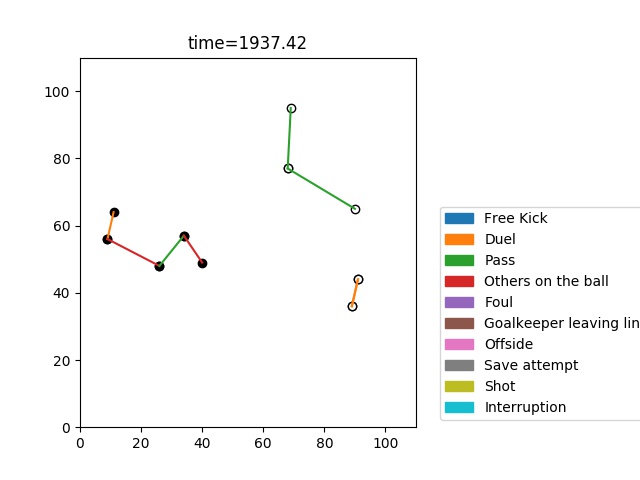 time=1937.42
100
80
60
40
20
0
0 20 40 60 80 100
Free Kick
Duel
Pass
Others on the ball
Foul
Goalkeeper leaving lin
Offside
Save attempt
Shot
Interruption